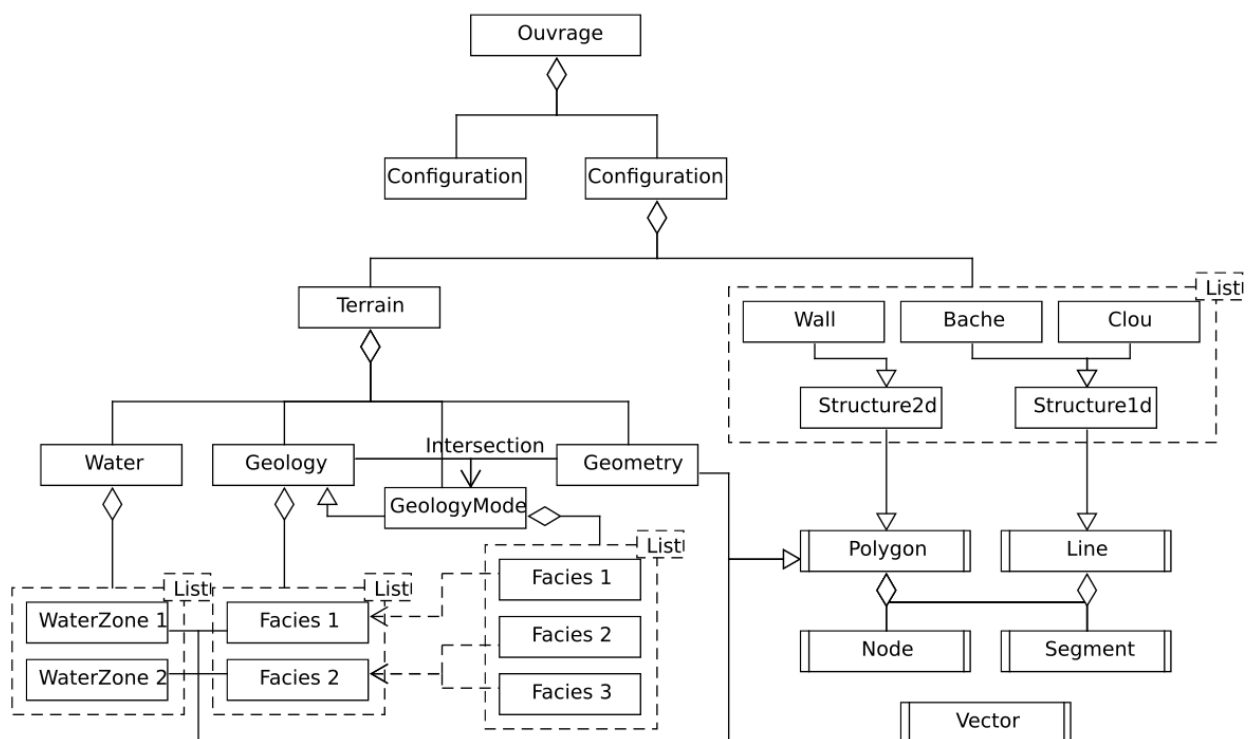 Ouvrage
Configuration
Configuration
Terrain
List
Wall
Bache
Clou
Structure2d
Structure1d
Water
Geology
Intersection
Geometry
GeologyMode
Polygon
Line
List
List
List
Facies 1
WaterZone 1
Facies 1
Facies 2
Node
Segment
WaterZone 2
Facies 2
Facies 3
Vector